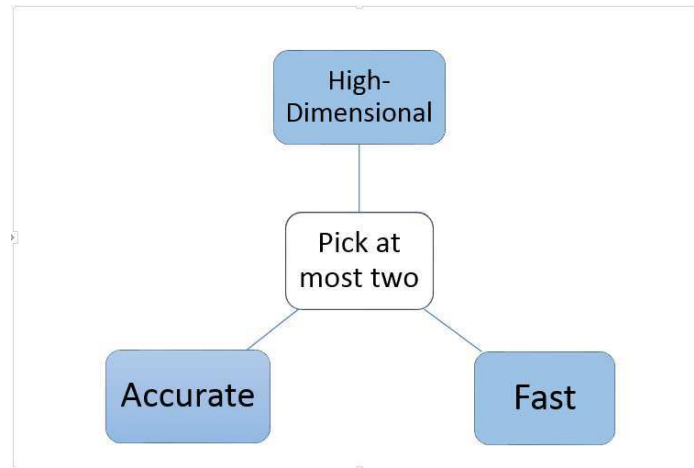 High-
Dimensional
Pick at
most two
Accurate
Fast